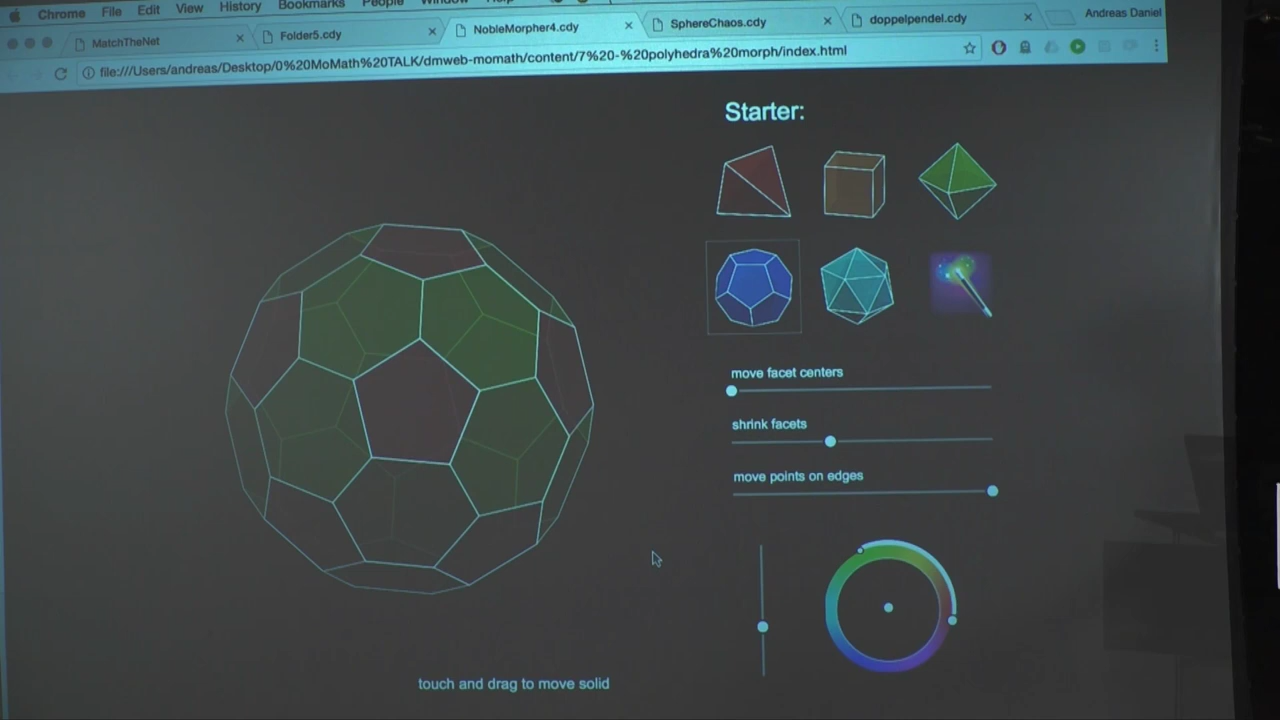 Chrome File Edit View History Bookmarks People Window Help
Andreas Daniel
MatchTheNet
Folder5.cdy
NobleMorpher4.cdy
SphereChaos.cdy
doppelpendel.cdy
file:///Users/andreas/Desktop/0%20MoMath%20TALK/dmweb-momath/content/7%20-%20polyhedra%20morph/index.html
Starter:
move facet centers
shrink facets
move points on edges
touch and drag to move solid